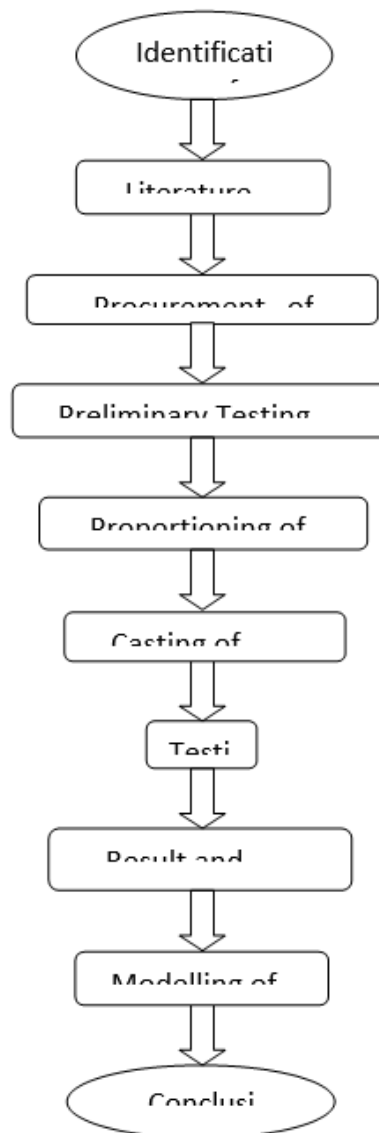 Identificati
Literature
Procurement of
Preliminary Testing
Proportioning of
Casting of
Testi
Result and
Modelling of
Conclusi